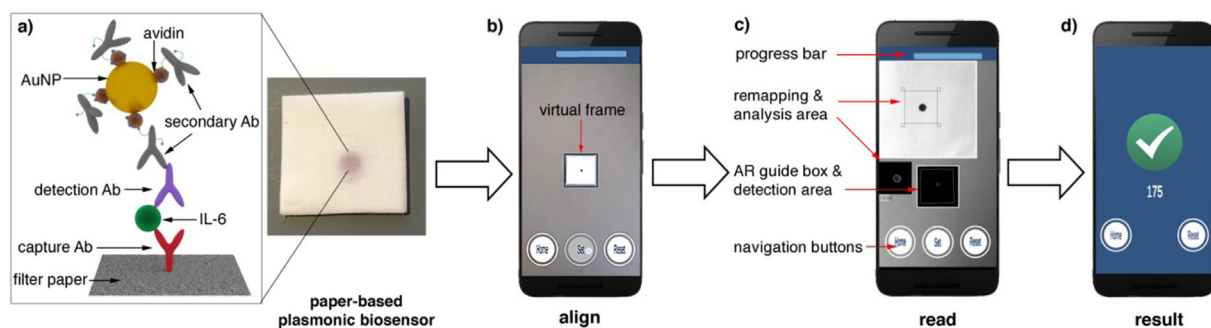 a)
avidin
AuNP
secondary Ab
detection Ab
IL-6
capture Ab
filter paper
paper-based
plasmonic biosensor
b)
virtual frame
Home
Set
Reset
align
c)
progress bar
remapping &
analysis area
AR guide box &
detection area
navigation buttons
Home
Set
Reset
read
d)
175
Home
Reset
result